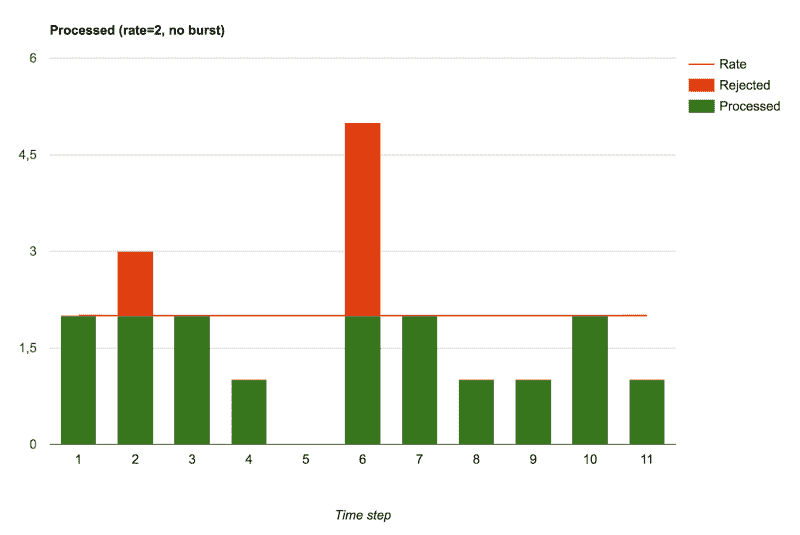 Processed (rate=2, no burst)
6
Rate
Rejected
Processed
4,5
3
1,5
0
1 2 3 4 5 6 7 8 9 10 11
Time step